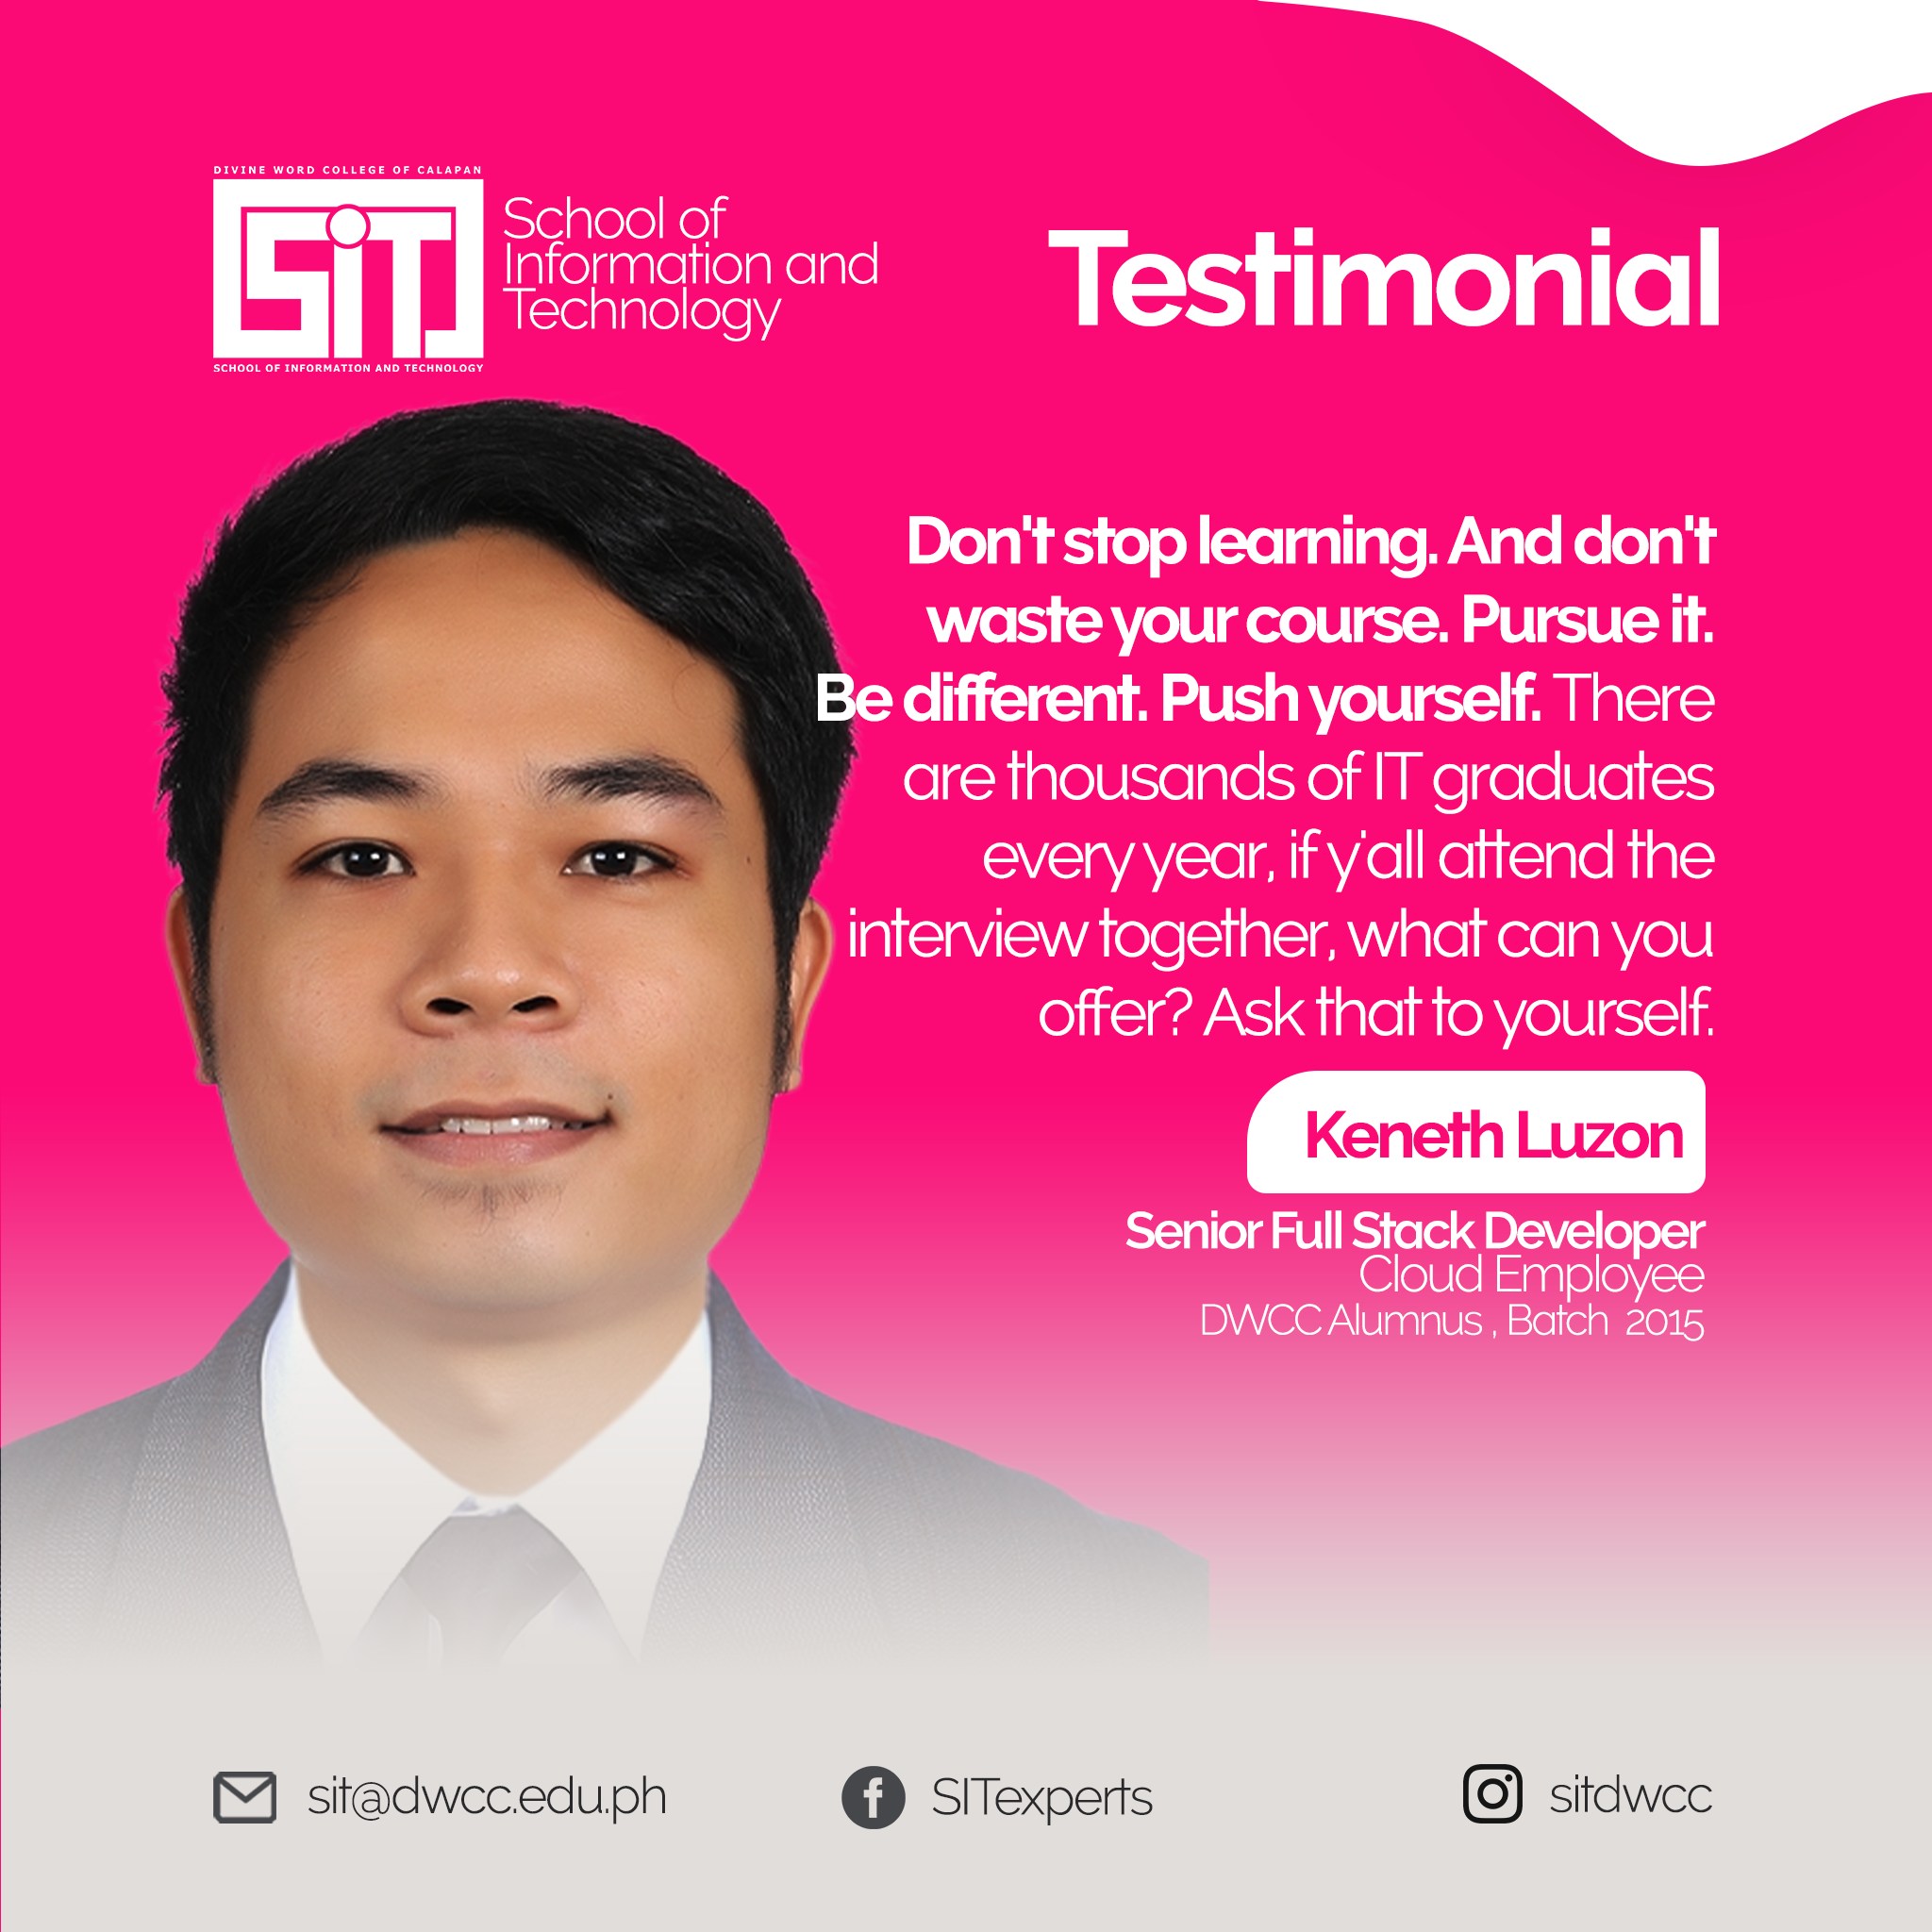 DIVINE WORD COLLEGE OF CALAPAN
SiT
SCHOOL OF INFORMATION AND TECHNOLOGY
School of
Information and
Technology
Testimonial
Don't stop learning. And don't
waste your course. Pursue it.
Be different. Push yourself. There
are thousands of IT graduates
every year, if y'all attend the
interview together, what can you
offer? Ask that to yourself.
Keneth Luzon
Senior Full Stack Developer
Cloud Employee
DWCC Alumnus , Batch 2015
sit@dwcc.edu.ph
SITexperts
sitdwcc